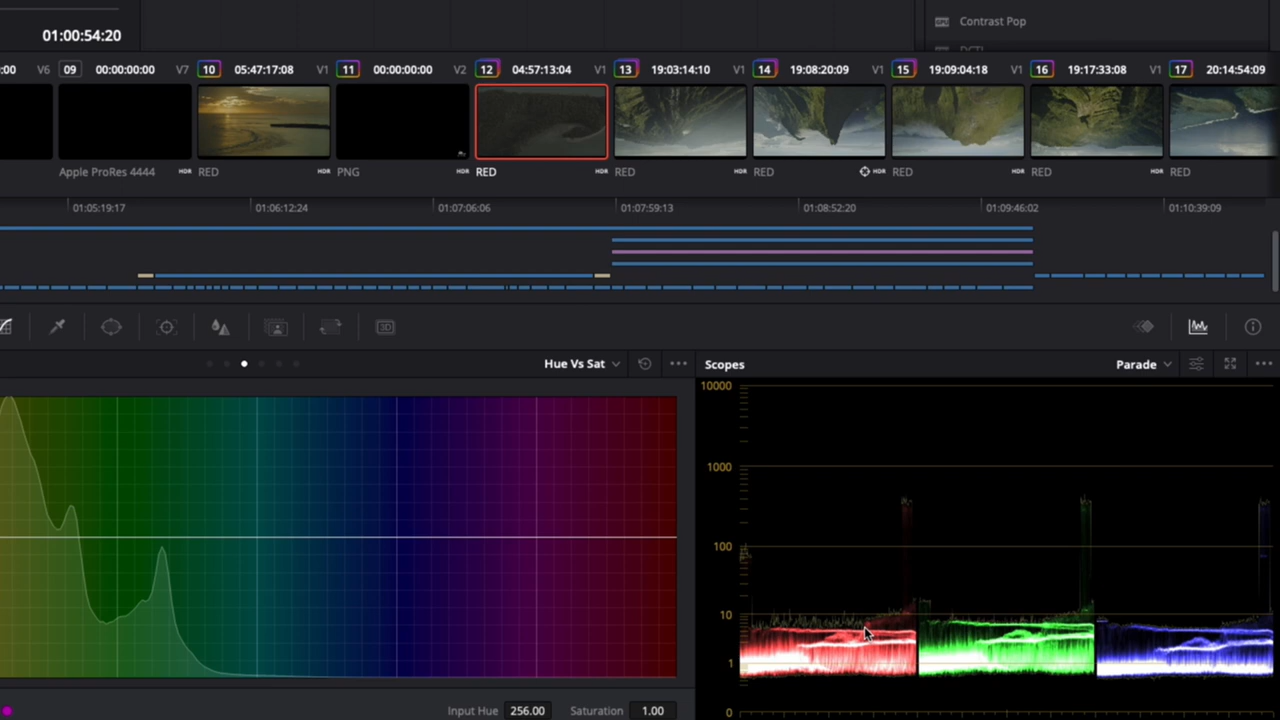 01:00:54:20
Contrast Pop
:00 V6 09 00:00:00:00 V7 10 05:47:17:08 V1 11 00:00:00:00 V2 12 04:57:13:04 V1 13 19:03:14:10 V1 14 19:08:20:09 V1 15 19:09:04:18 V1 16 19:17:33:08 V1 17 20:14:54:09
Apple ProRes 4444 HDR RED HDR PNG HDR RED HDR RED HDR RED HDR RED HDR RED HDR RED
01:05:19:17 01:06:12:24 01:07:06:06 01:07:59:13 01:08:52:20 01:09:46:02 01:10:39:09
3D
Hue Vs Sat
Scopes Parade
10000
1000
100
10
1
0
Input Hue 256.00 Saturation 1.00